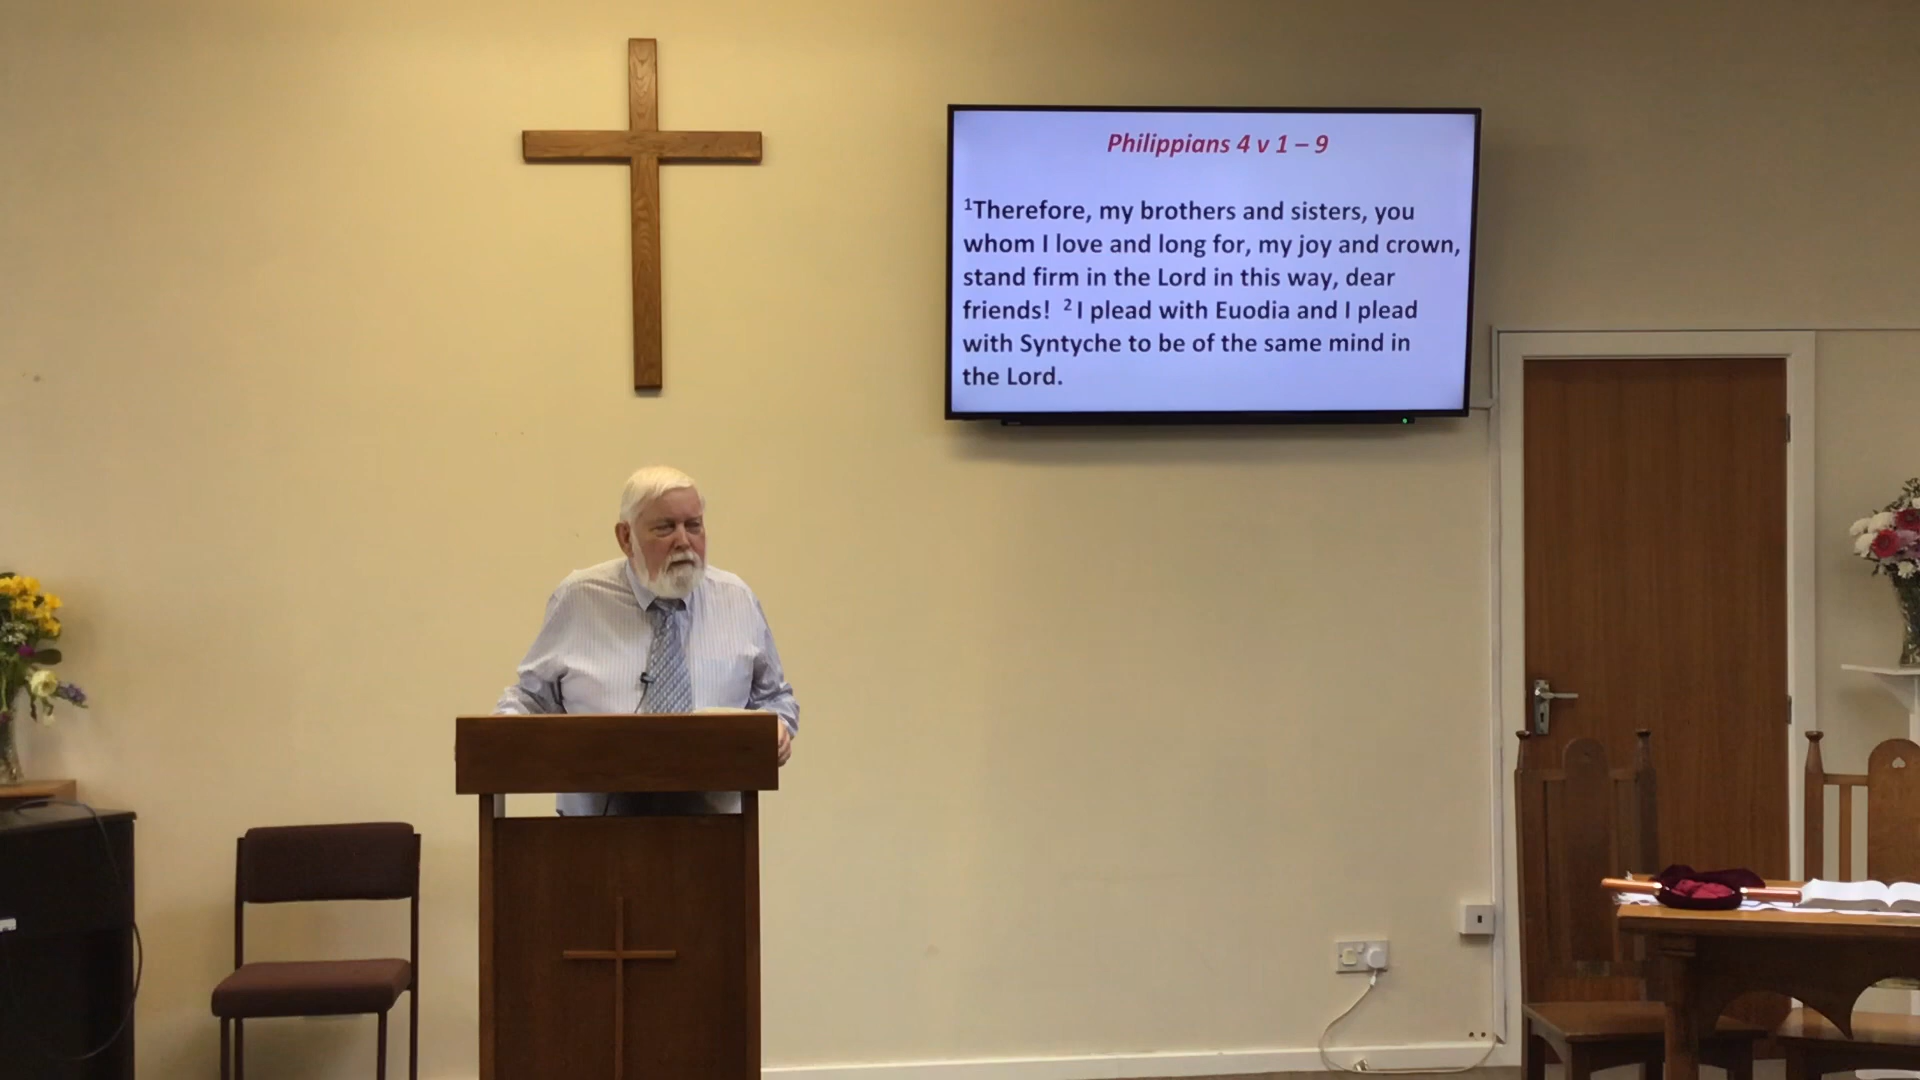 Philippians 4 v 1 – 9
¹Therefore, my brothers and sisters, you
whom I love and long for, my joy and crown,
stand firm in the Lord in this way, dear
friends! ² I plead with Euodia and I plead
with Syntyche to be of the same mind in
the Lord.